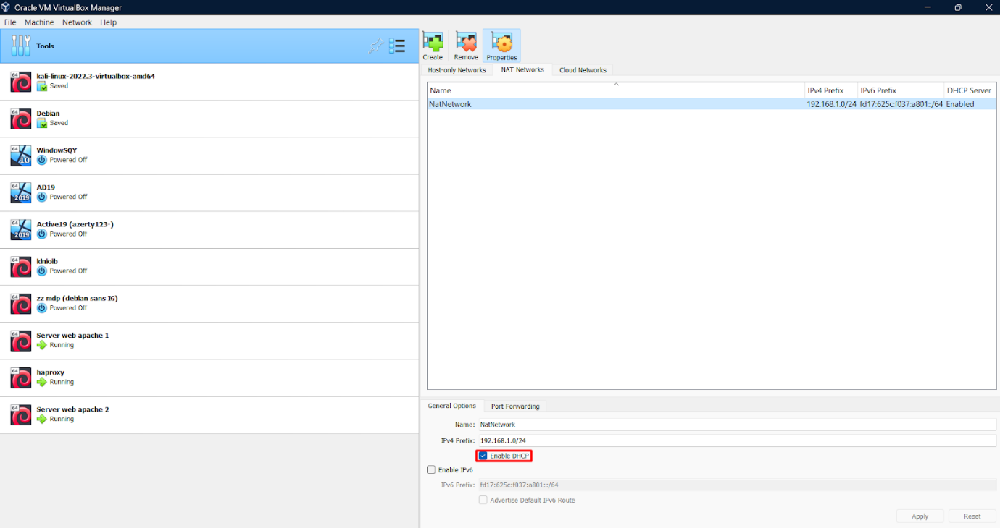 Oracle VM VirtualBox Manager
File Machine Network Help
Tools
64
kali-linux-2022.3-virtualbox-amd64
Saved
64
Debian
Saved
64
10
WindowSQY
Powered Off
64
2019
AD19
Powered Off
64
2019
Active19 (azerty123-)
Powered Off
64
klnioib
Powered Off
64
zz mdp (debian sans IG)
Powered Off
64
Server web apache 1
Running
64
haproxy
Running
64
Server web apache 2
Running
Create Remove Properties
Host-only Networks NAT Networks Cloud Networks
Name IPv4 Prefix IPv6 Prefix DHCP Server
NatNetwork 192.168.1.0/24 fd17:625c:f037:a801::/64 Enabled
General Options Port Forwarding
Name: NatNetwork
IPv4 Prefix: 192.168.1.0/24
Enable DHCP
Enable IPv6
IPv6 Prefix: fd17:625c:f037:a801::/64
Advertise Default IPv6 Route
Apply Reset